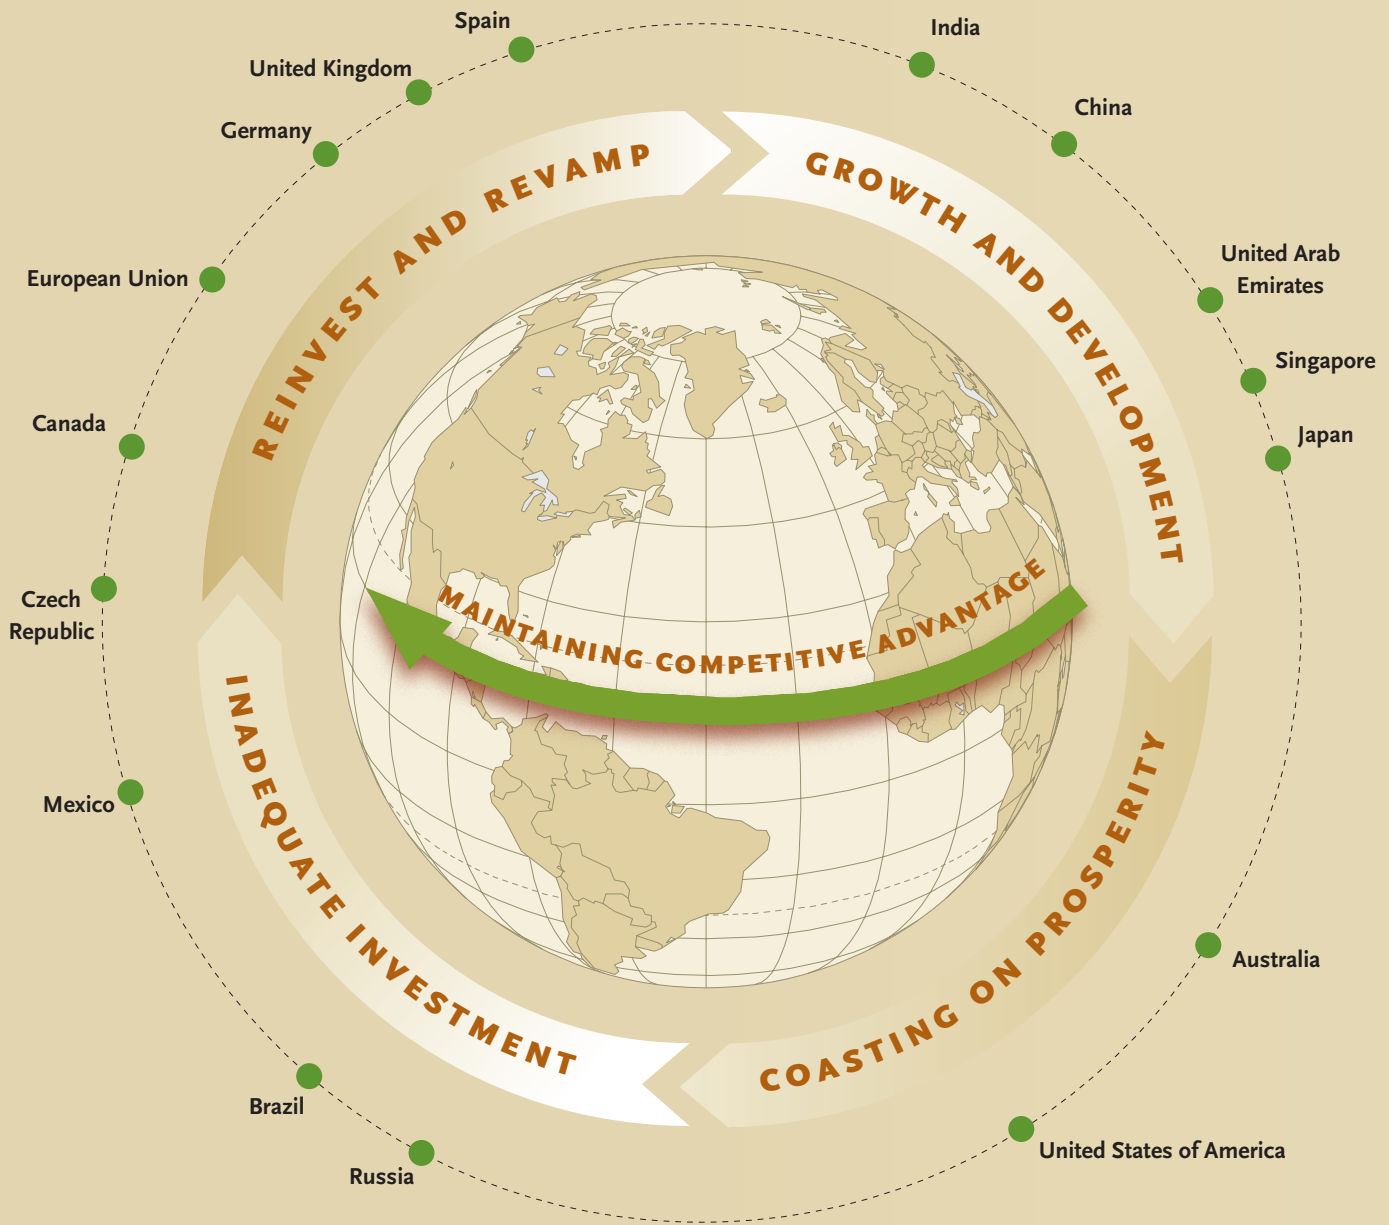 Spain
India
United Kingdom
China
Germany
REINVEST AND REVAMP
GROWTH AND DEVELOPMENT
United Arab
Emirates
European Union
Singapore
Canada
Japan
MAINTAINING COMPETITIVE ADVANTAGE
Czech
Republic
INADEQUATE INVESTMENT
COASTING ON PROSPERITY
Mexico
Australia
Brazil
United States of America
Russia